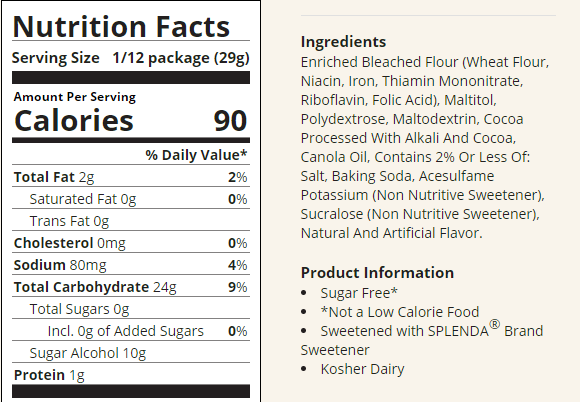 Nutrition Facts
Serving Size 1/12 package (29g)
Amount Per Serving
Calories 90
% Daily Value*
Total Fat 2g 2%
Saturated Fat 0g 0%
Trans Fat 0g
Cholesterol 0mg 0%
Sodium 80mg 4%
Total Carbohydrate 24g 9%
Total Sugars 0g
Incl. 0g of Added Sugars 0%
Sugar Alcohol 10g
Protein 1g
Ingredients
Enriched Bleached Flour (Wheat Flour,
Niacin, Iron, Thiamin Mononitrate,
Riboflavin, Folic Acid), Maltitol,
Polydextrose, Maltodextrin, Cocoa
Processed With Alkali And Cocoa,
Canola Oil, Contains 2% Or Less Of:
Salt, Baking Soda, Acesulfame
Potassium (Non Nutritive Sweetener),
Sucralose (Non Nutritive Sweetener),
Natural And Artificial Flavor.
Product Information
• Sugar Free*
• *Not a Low Calorie Food
• Sweetened with SPLENDA® Brand
Sweetener
• Kosher Dairy